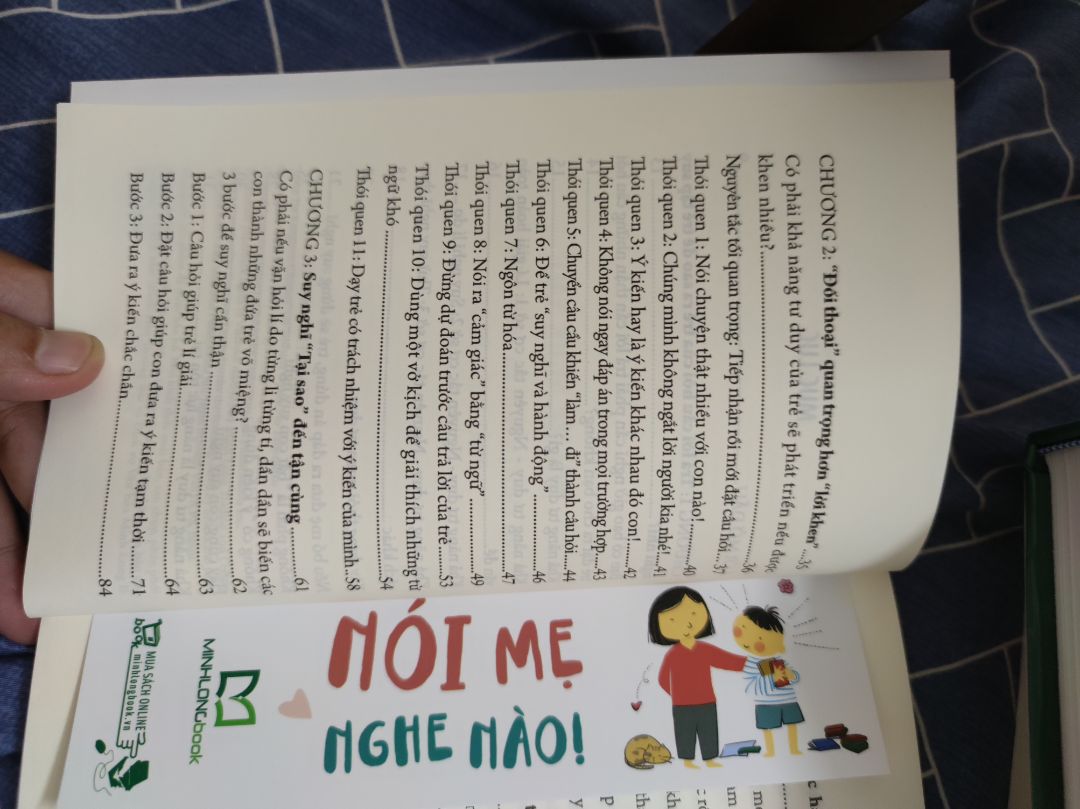 CHƯƠNG 2: “Đối thoại” quan trọng hơn “lời khen” ...35
Có phải khả năng tư duy của trẻ sẽ phát triển nếu được
khen nhiều?....................................................................36
Nguyên tắc tối quan trọng: Tiếp nhận rồi mới đặt câu hỏi...37
Thói quen 1: Nói chuyện thật nhiều với con nào!..........40
Thói quen 2: Chúng mình không ngắt lời người kia nhé!....41
Thói quen 3: Ý kiến hay là ý kiến khác nhau đó con!......42
Thói quen 4: Không nói ngay đáp án trong mọi trường hợp....43
Thói quen 5: Chuyển câu cầu khiến “làm… đi” thành câu hỏi....44
Thói quen 6: Để trẻ “suy nghĩ và hành động”................46
Thói quen 7: Ngôn từ hóa..............................................47
Thói quen 8: Nói ra “cảm giác” bằng “từ ngữ” ...............49
Thói quen 9: Đừng dự đoán trước câu trả lời của trẻ......53
Thói quen 10: Dùng một vở kịch để giải thích những từ
ngữ khó ..........................................................................54
Thói quen 11: Dạy trẻ có trách nhiệm với ý kiến của mình ..58
CHƯƠNG 3: Suy nghĩ “Tại sao” đến tận cùng ............61
Có phải nếu vặn hỏi lí do từng li từng tí, dần dần sẽ biến các
con thành những đứa trẻ võ miệng? ..............................62
3 bước để suy nghĩ cẩn thận..........................................63
Bước 1: Câu hỏi giúp trẻ lí giải......................................64
Bước 2: Đặt câu hỏi giúp con đưa ra ý kiến tạm thời ......71
Bước 3: Đưa ra ý kiến chắc chắn....................................84
NÓI MẸ
NGHE NÀO!
MINHLONGbook
MUA SÁCH ONLINE
book minhlongbook.vn